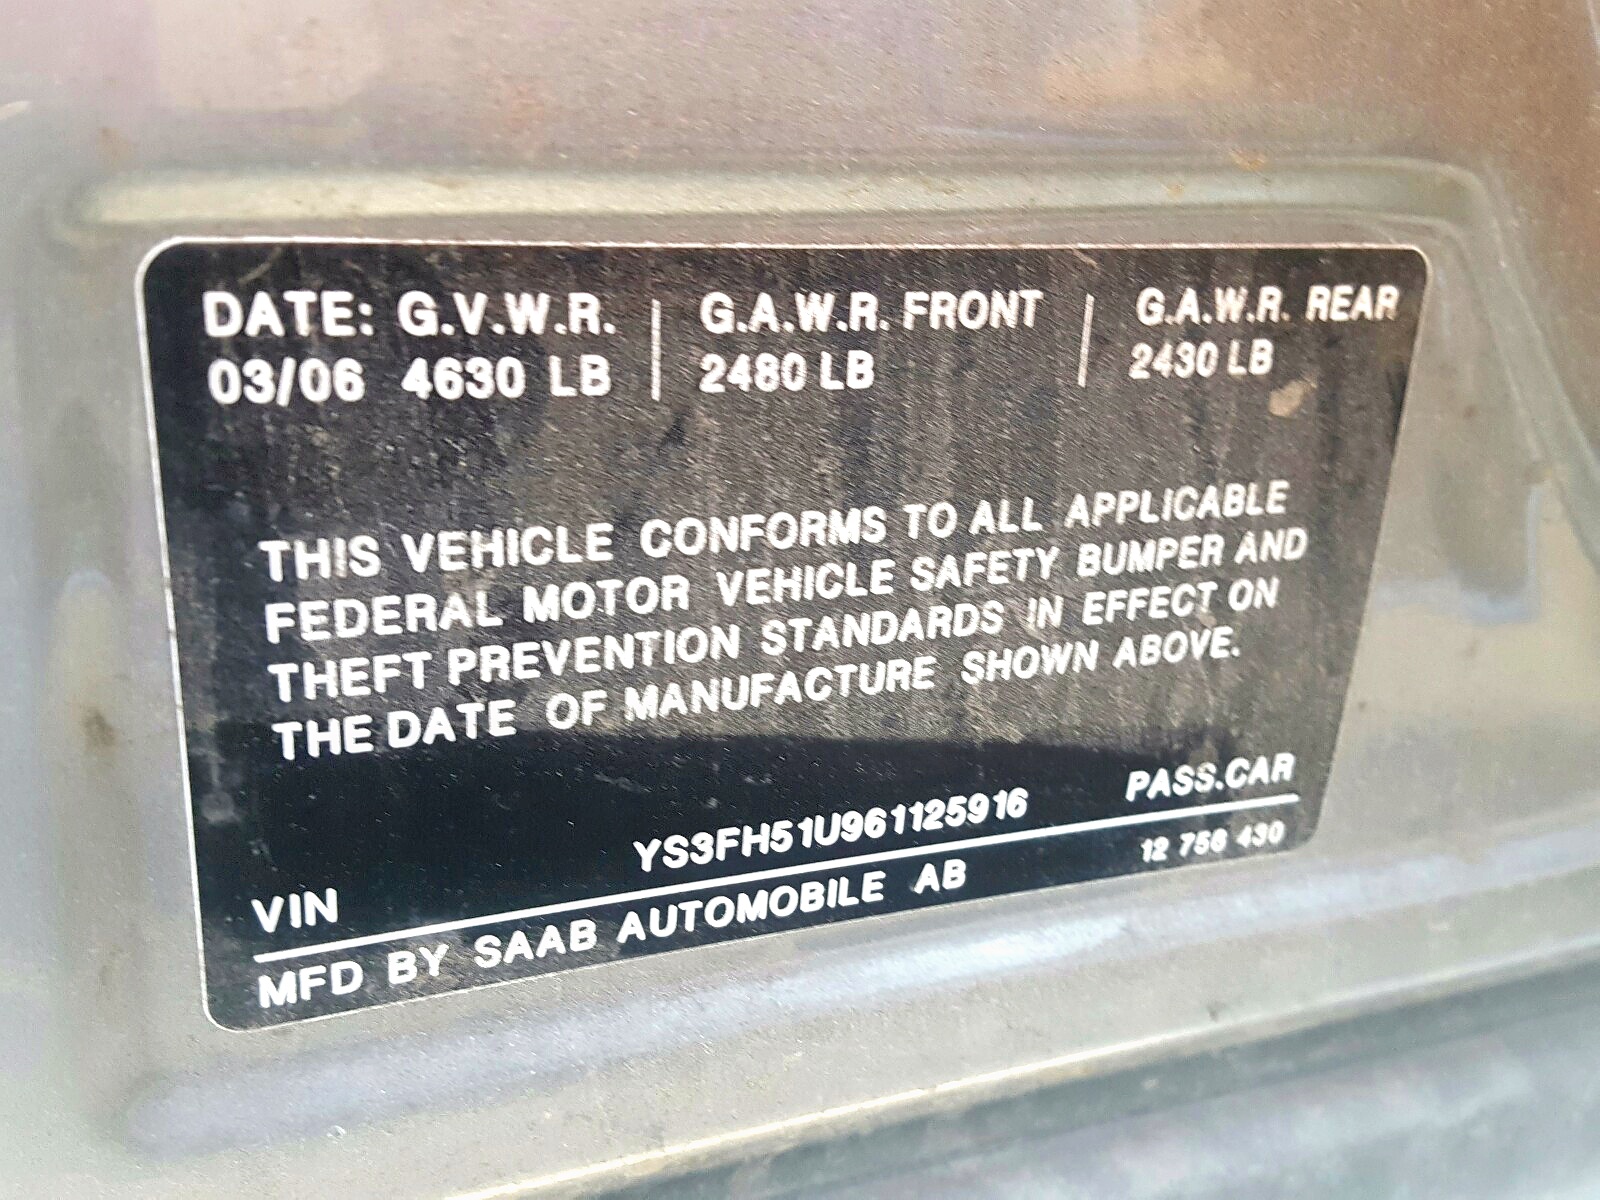 DATE: G.V.W.R. | G.A.W.R. FRONT | G.A.W.R. REAR
03/06 4630 LB | 2480 LB | 2430 LB
THIS VEHICLE CONFORMS TO ALL APPLICABLE
FEDERAL MOTOR VEHICLE SAFETY BUMPER AND
THEFT PREVENTION STANDARDS IN EFFECT ON
THE DATE OF MANUFACTURE SHOWN ABOVE.
VIN YS3FH51U961125916 PASS.CAR
MFD BY SAAB AUTOMOBILE AB 12 758 430